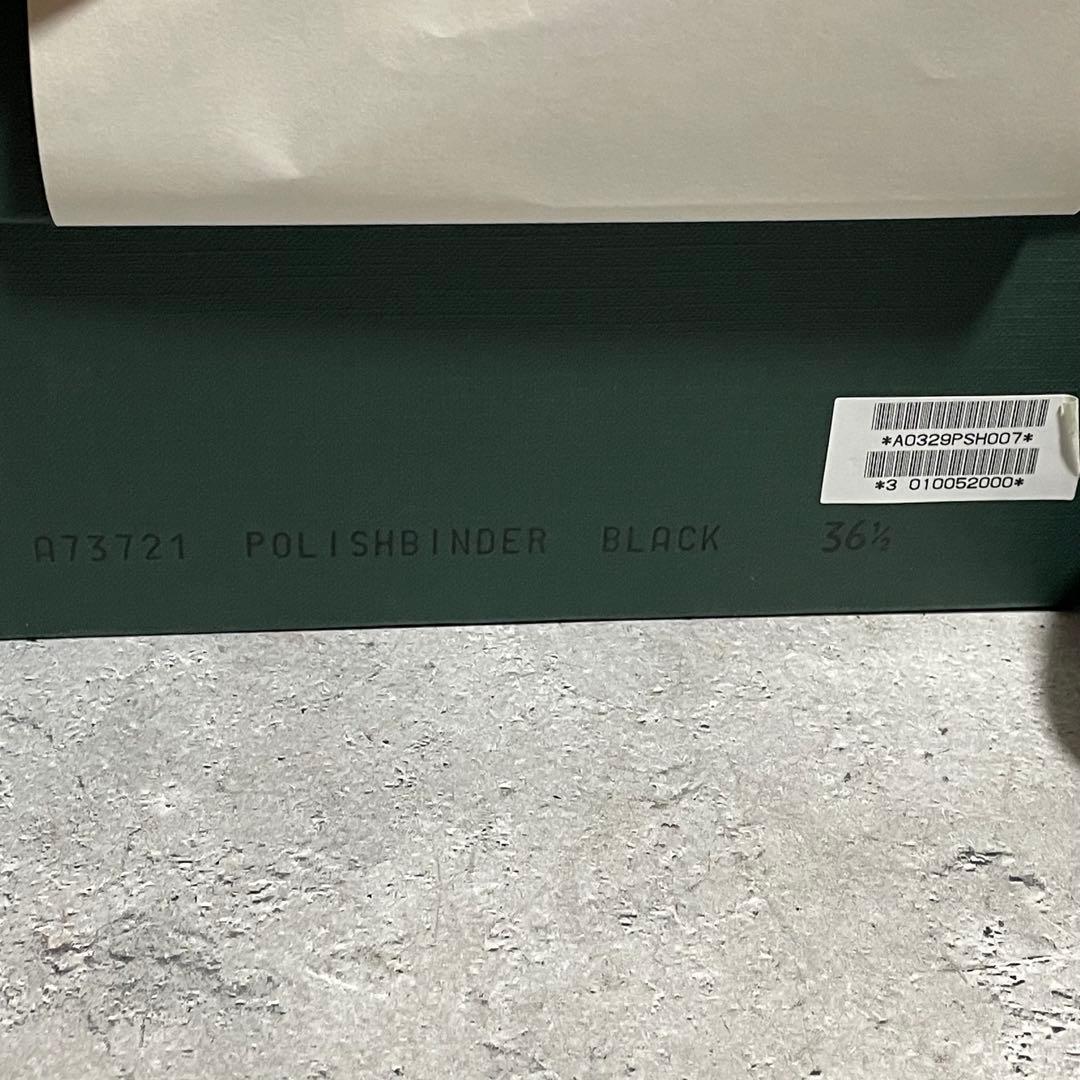 *A0329PSH007*
*3 010052000*
A73721 POLISHBINDER BLACK 36½